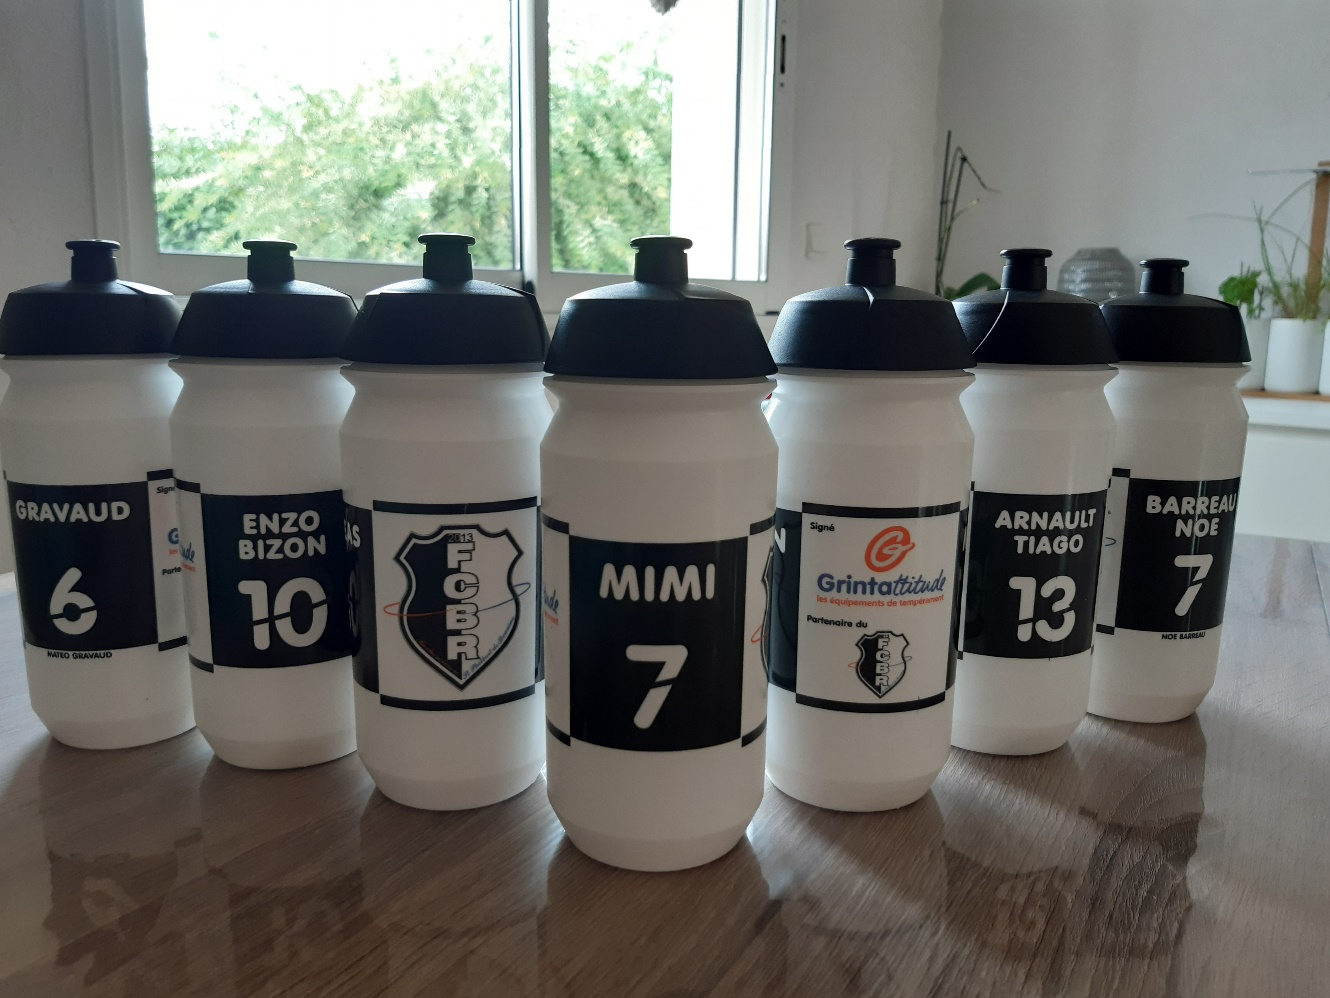 GRAVAUD
6
MATEO GRAVAUD
ENZO
BIZON
10
2013
FCBR
MIMI
7
Signé
G
Grintattitude
les équipements de tempérament
Partenaire du
FCBR
ARNAULT
TIAGO
13
BARREAU
NOE
7
NOE BARREAU